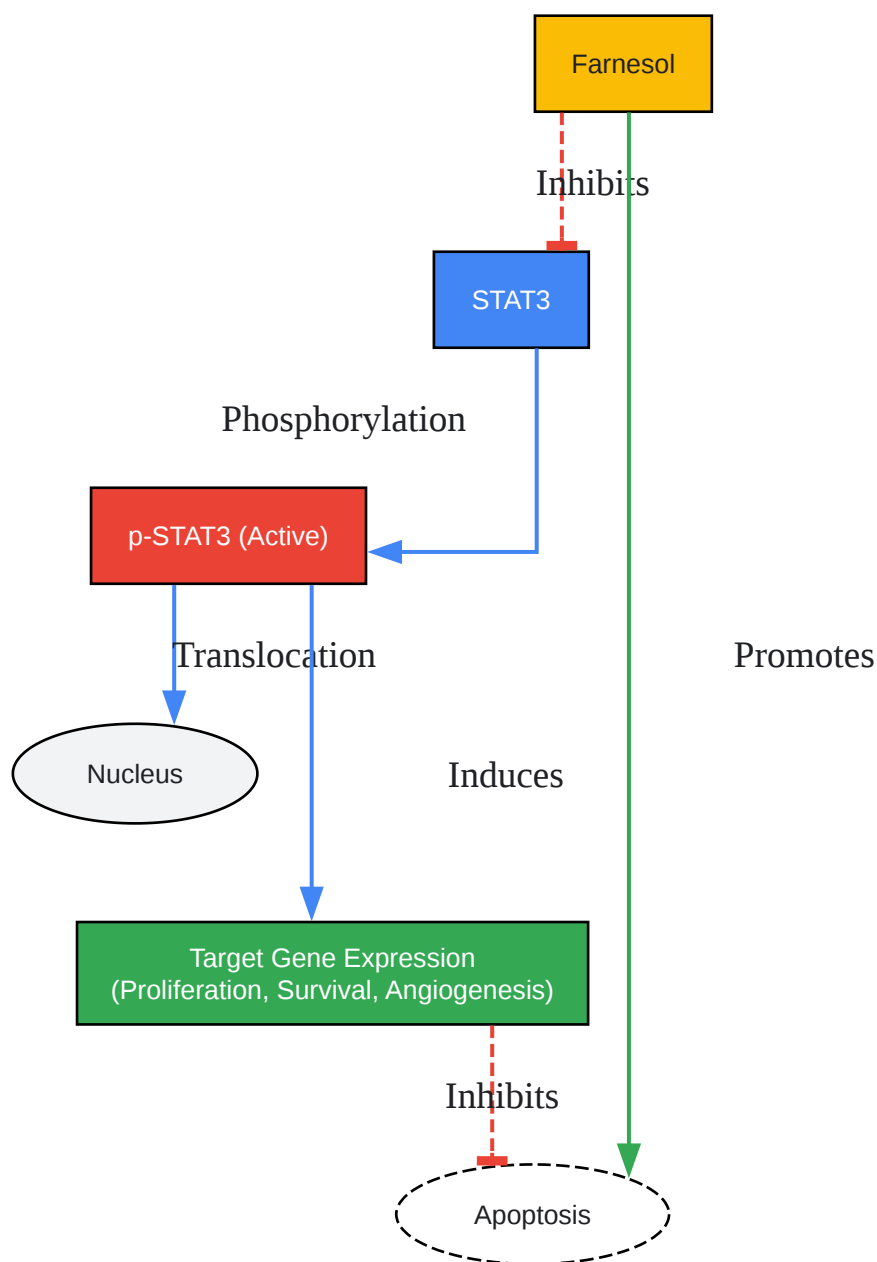 Farnesol
Inhibits
STAT3
Phosphorylation
p-STAT3 (Active)
Translocation
Promotes
Nucleus
Induces
Target Gene Expression
(Proliferation, Survival, Angiogenesis)
Inhibits
Apoptosis